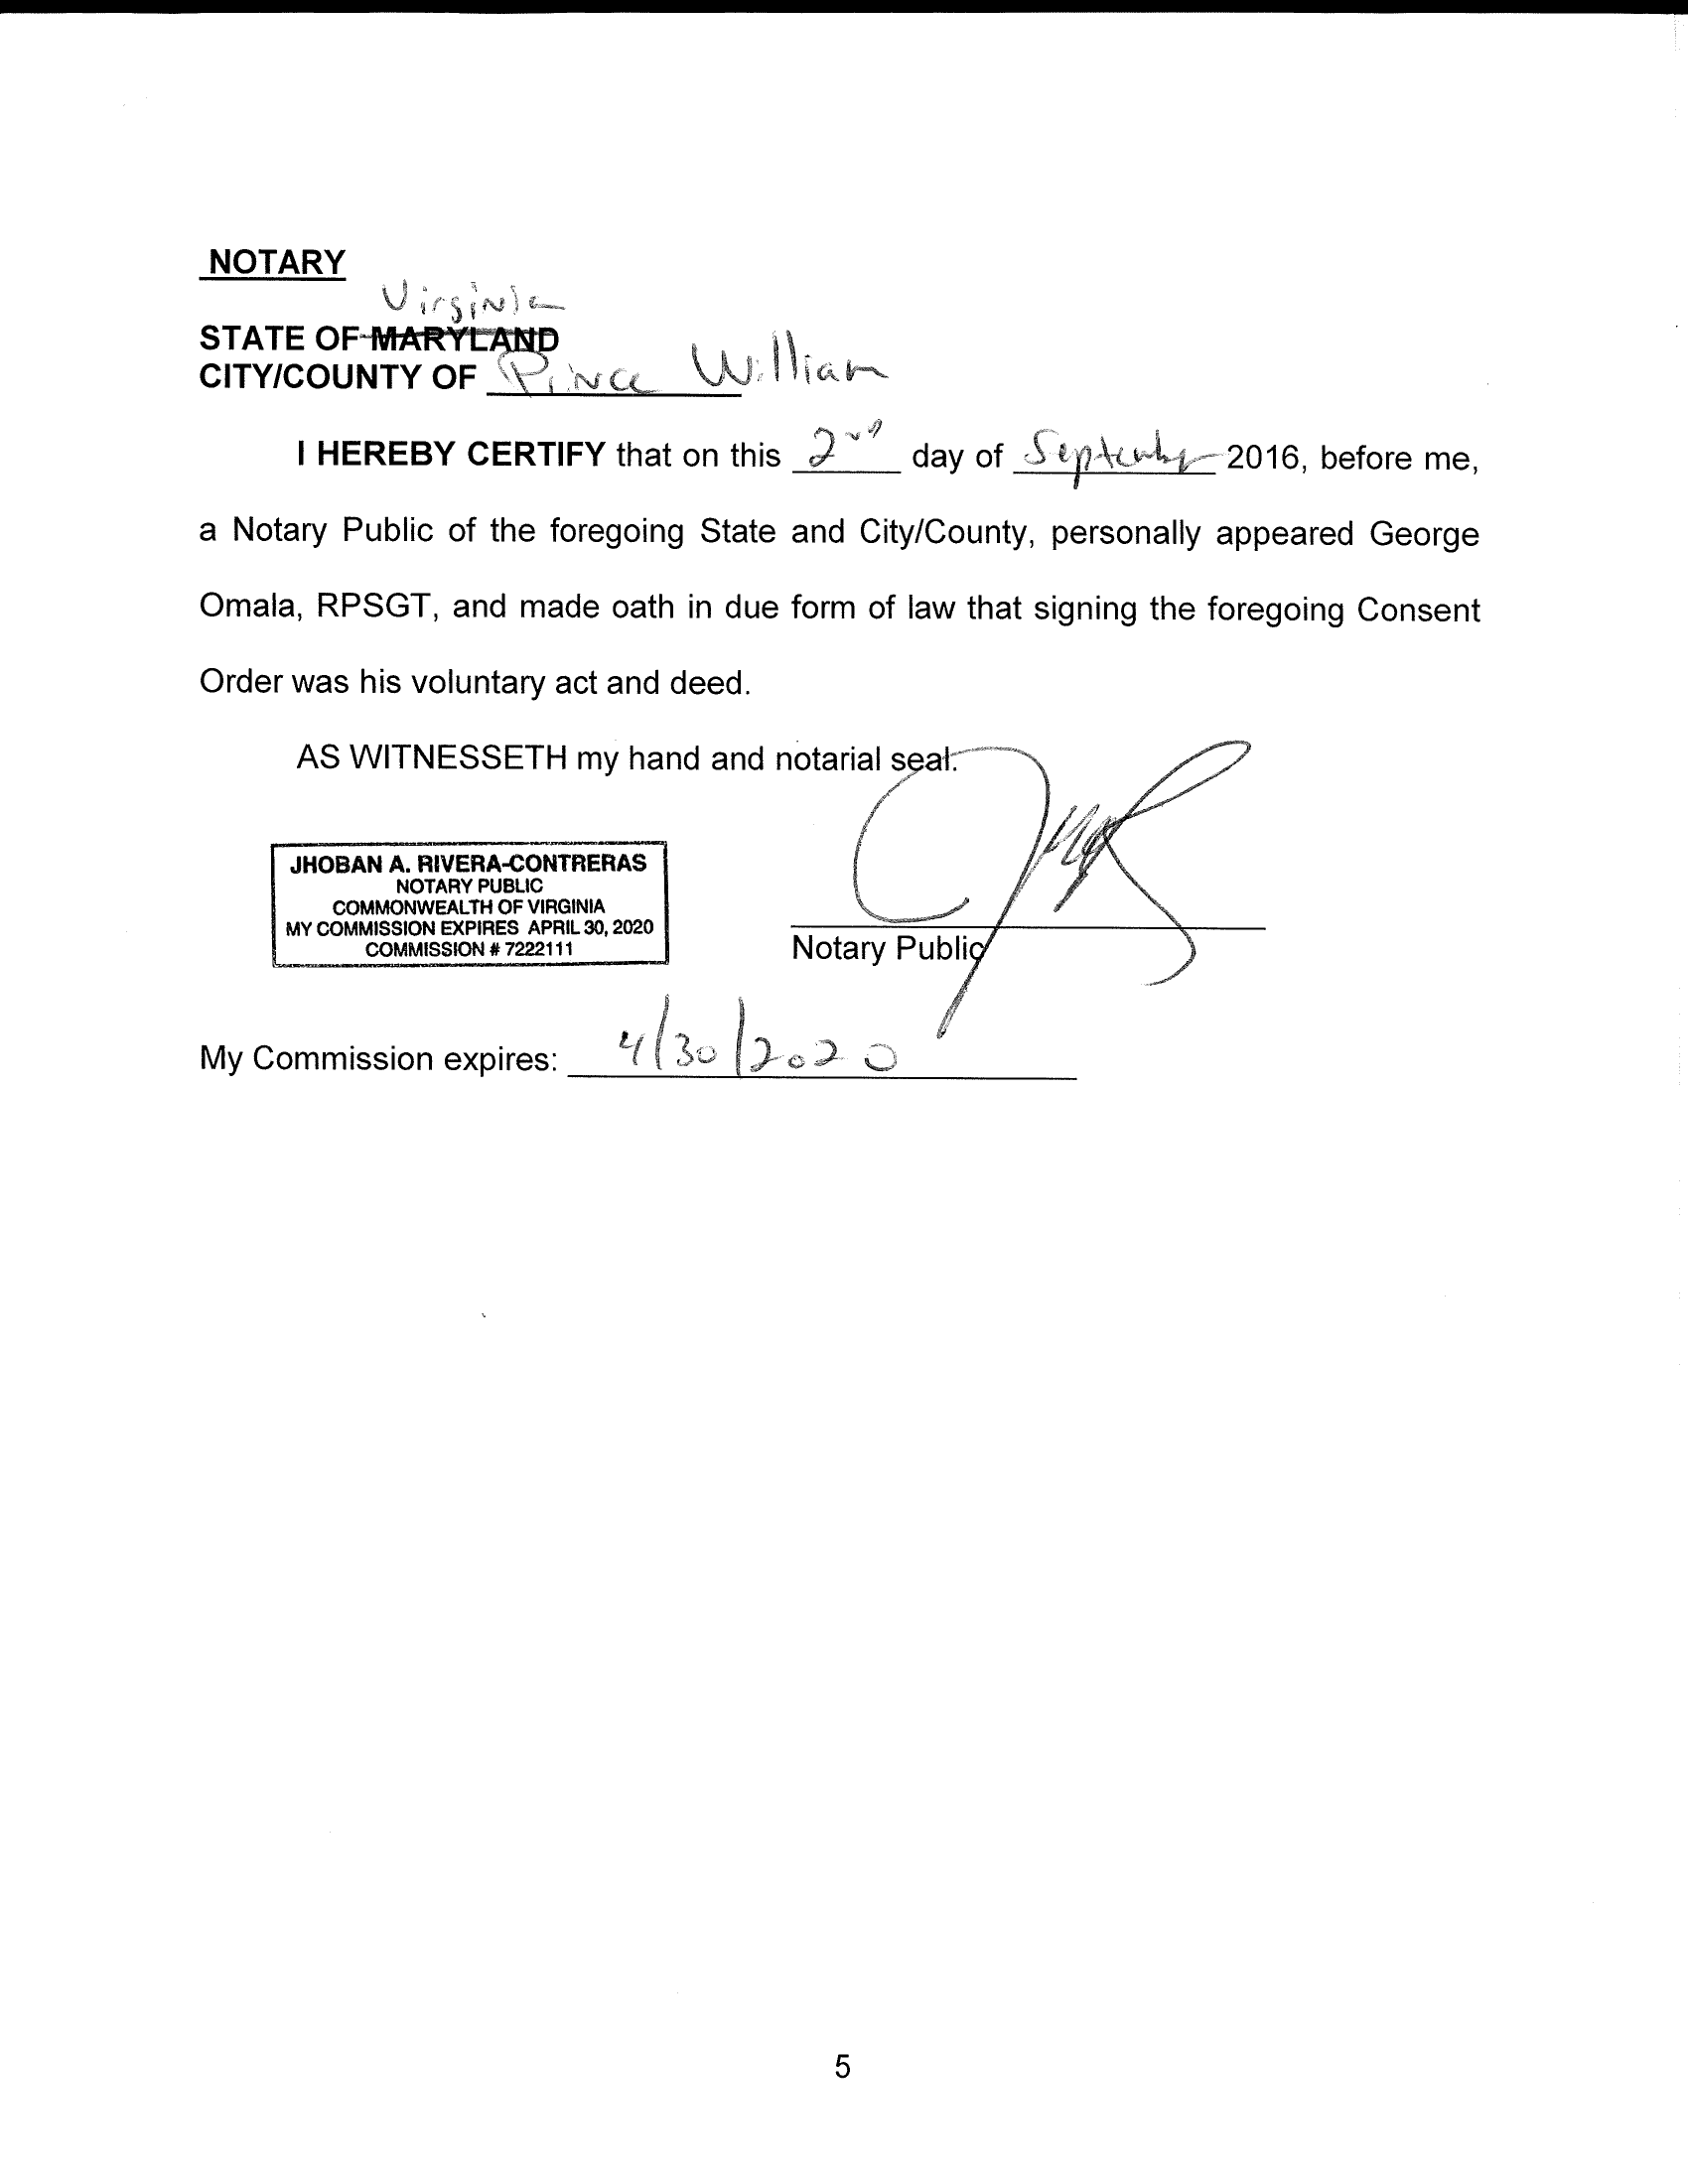 NOTARY
Virginia
STATE OF MARYLAND
CITY/COUNTY OF Prince William
I HEREBY CERTIFY that on this 2nd day of September 2016, before me,
a Notary Public of the foregoing State and City/County, personally appeared George
Omala, RPSGT, and made oath in due form of law that signing the foregoing Consent
Order was his voluntary act and deed.
AS WITNESSETH my hand and notarial seal.
JHOBAN A. RIVERA-CONTRERAS
NOTARY PUBLIC
COMMONWEALTH OF VIRGINIA
MY COMMISSION EXPIRES APRIL 30, 2020
COMMISSION # 7222111
Notary Public
My Commission expires: 4/30/2020
5